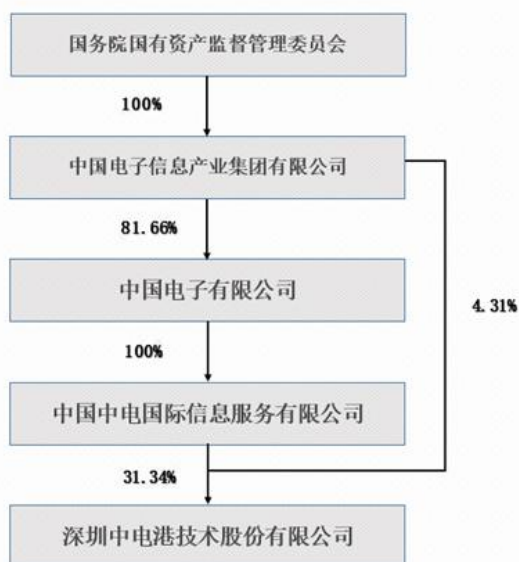 国务院国有资产监督管理委员会
100%
中国电子信息产业集团有限公司
81.66%
中国电子有限公司
4.31%
100%
中国中电国际信息服务有限公司
31.34%
深圳中电港技术股份有限公司